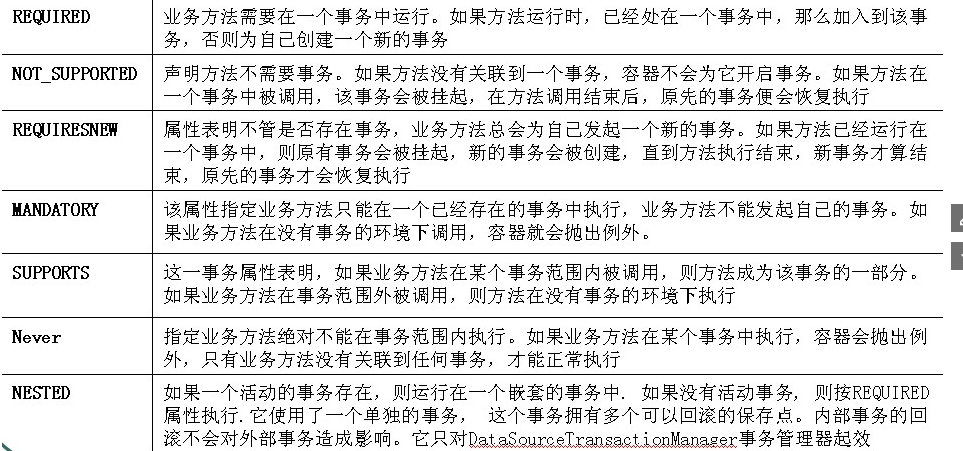 REQUIRED 业务方法需要在一个事务中运行。如果方法运行时，已经处在一个事务中，那么加入到该事
务，否则为自己创建一个新的事务
NOT_SUPPORTED 声明方法不需要事务。如果方法没有关联到一个事务，容器不会为它开启事务。如果方法在
一个事务中被调用，该事务会被挂起，在方法调用结束后，原先的事务便会恢复执行
REQUIRESNEW 属性表明不管是否存在事务，业务方法总会为自己发起一个新的事务。如果方法已经运行在
一个事务中，则原有事务会被挂起，新的事务会被创建，直到方法执行结束，新事务才算结
束，原先的事务才会恢复执行
MANDATORY 该属性指定业务方法只能在一个已经存在的事务中执行，业务方法不能发起自己的事务。如
果业务方法在没有事务的环境下调用，容器就会抛出例外。
SUPPORTS 这一事务属性表明，如果业务方法在某个事务范围内被调用，则方法成为该事务的一部分。
如果业务方法在事务范围外被调用，则方法在没有事务的环境下执行
Never 指定业务方法绝对不能在事务范围内执行。如果业务方法在某个事务中执行，容器会抛出例
外，只有业务方法没有关联到任何事务，才能正常执行
NESTED 如果一个活动的事务存在，则运行在一个嵌套的事务中. 如果没有活动事务, 则按REQUIRED
属性执行.它使用了一个单独的事务， 这个事务拥有多个可以回滚的保存点。内部事务的回
滚不会对外部事务造成影响。它只对DataSourceTransactionManager事务管理器起效